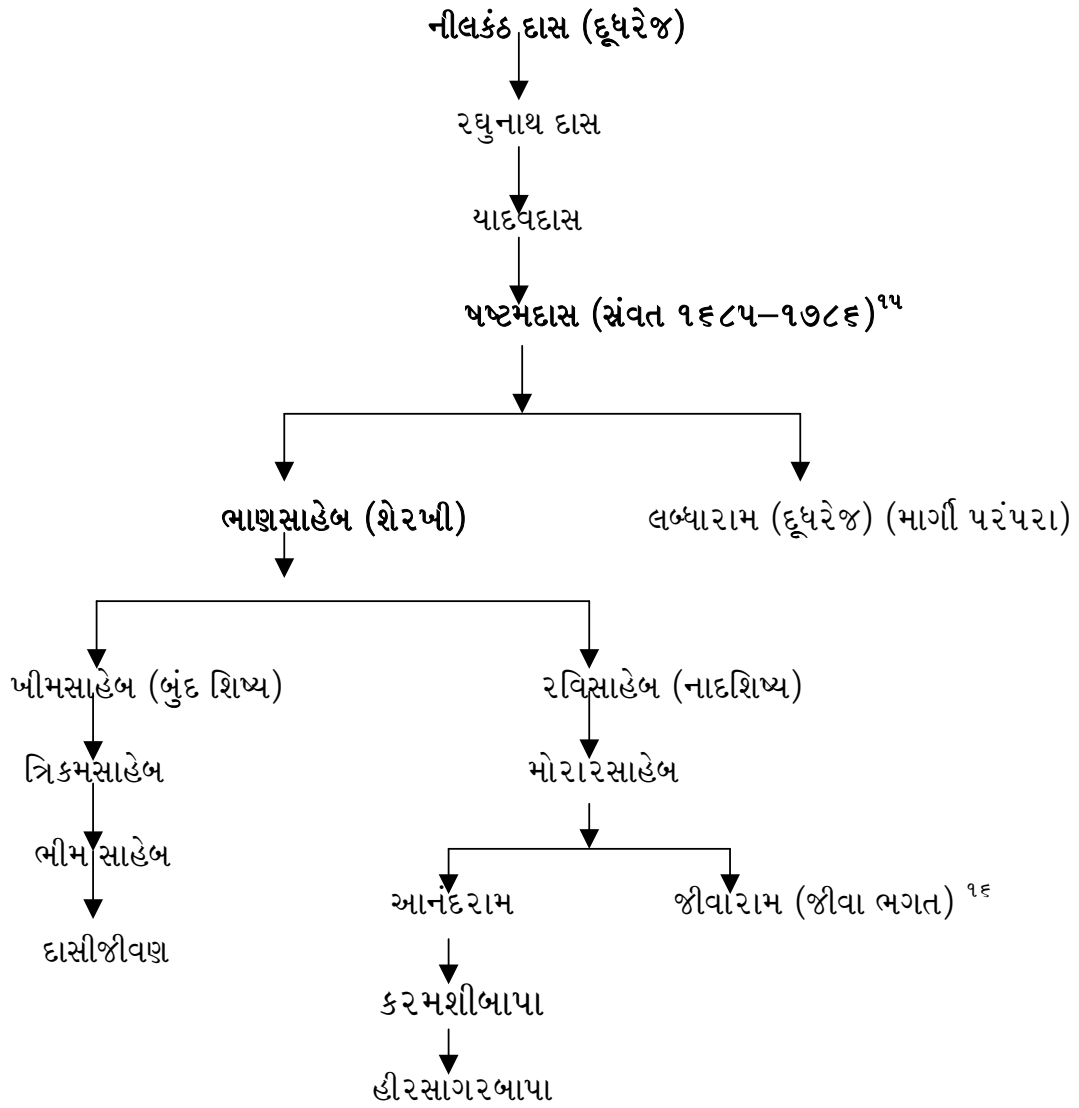 નીલકંઠ દાસ (દૂધરેજ)
રઘુનાથ દાસ
યાદવદાસ
ષષ્ટમદાસ (સંવત ૧૬૮૫–૧૭૮૬)૧૫
ભાણસાહેબ (શેરખી) લબ્ધારામ (દૂધરેજ) (માર્ગી પરંપરા)
ખીમસાહેબ (બુંદ શિષ્ય) રવિસાહેબ (નાદશિષ્ય)
ત્રિકમસાહેબ મોરારસાહેબ
ભીમ સાહેબ
આનંદરામ જીવારામ (જીવા ભગત) ૧૬
દાસીજીવણ
કરમશીબાપા
હીરસાગરબાપા